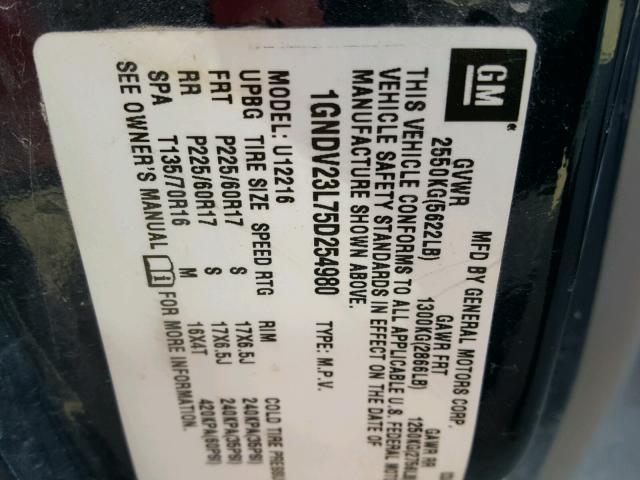 GM
MFD BY GENERAL MOTORS CORP.
GVWR GAWR FRT GAWR RR
2550KG(5622LB) 1300KG(2866LB)
THIS VEHICLE CONFORMS TO ALL APPLICABLE U.S. FEDERAL MOTOR
VEHICLE SAFETY STANDARDS IN EFFECT ON THE DATE OF
MANUFACTURE SHOWN ABOVE.
1GNDV23L75D254980 TYPE: M.P.V.
MODEL: U12216
UPBG TIRE SIZE SPEED RTG RIM COLD TIRE
FRT P225/60R17 S 17X6.5J 240KPA(35PSI)
RR P225/60R17 S 17X6.5J 240KPA(35PSI)
SPA T135/70R16 M 16X4T 420KPA(60PSI)
SEE OWNER'S MANUAL FOR MORE INFORMATION.